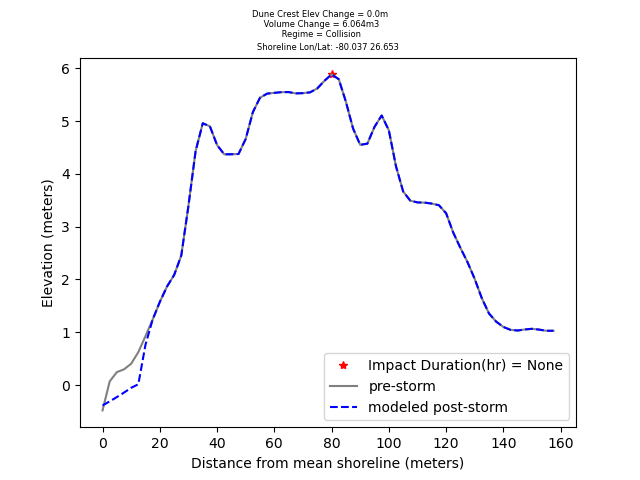 Dune Crest Elev Change = 0.0m
Volume Change = 6.064m3
Regime = Collision
Shoreline Lon/Lat: -80.037 26.653
6
5
4
3
2
1
0
Elevation (meters)
Impact Duration(hr) = None
pre-storm
modeled post-storm
0 20 40 60 80 100 120 140 160
Distance from mean shoreline (meters)